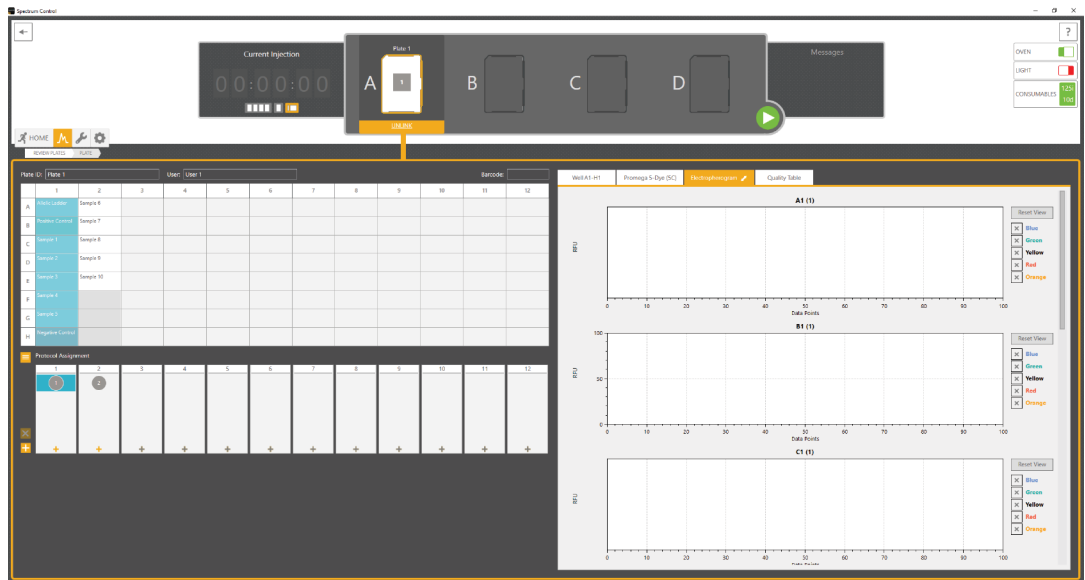 Spectrum Control
?
Current Injection
00:00:00
Plate 1
A
1
B
C
D
UNLINK
Messages
OVEN
LIGHT
CONSUMABLES
125i
10d
HOME
REVIEW PLATES PLATE
Plate ID: Plate 1 User: User 1 Barcode:
1 2 3 4 5 6 7 8 9 10 11 12
A Allelic Ladder Sample 6
B Positive Control Sample 7
C Sample 1 Sample 8
D Sample 2 Sample 9
E Sample 3 Sample 10
F Sample 4
G Sample 5
H Negative Control
Protocol Assignment
1 2 3 4 5 6 7 8 9 10 11 12
1 2
+ + + + + + + + + + + +
Well A1-H1 Promega 5-Dye (5C) Electropherogram Quality Table
A1 (1)
RFU
0 10 20 30 40 50 60 70 80 90 100
Data Points
Reset View
Blue
Green
Yellow
Red
Orange
B1 (1)
100
50
0
RFU
0 10 20 30 40 50 60 70 80 90 100
Data Points
Reset View
Blue
Green
Yellow
Red
Orange
C1 (1)
RFU
0 10 20 30 40 50 60 70 80 90 100
Data Points
Reset View
Blue
Green
Yellow
Red
Orange